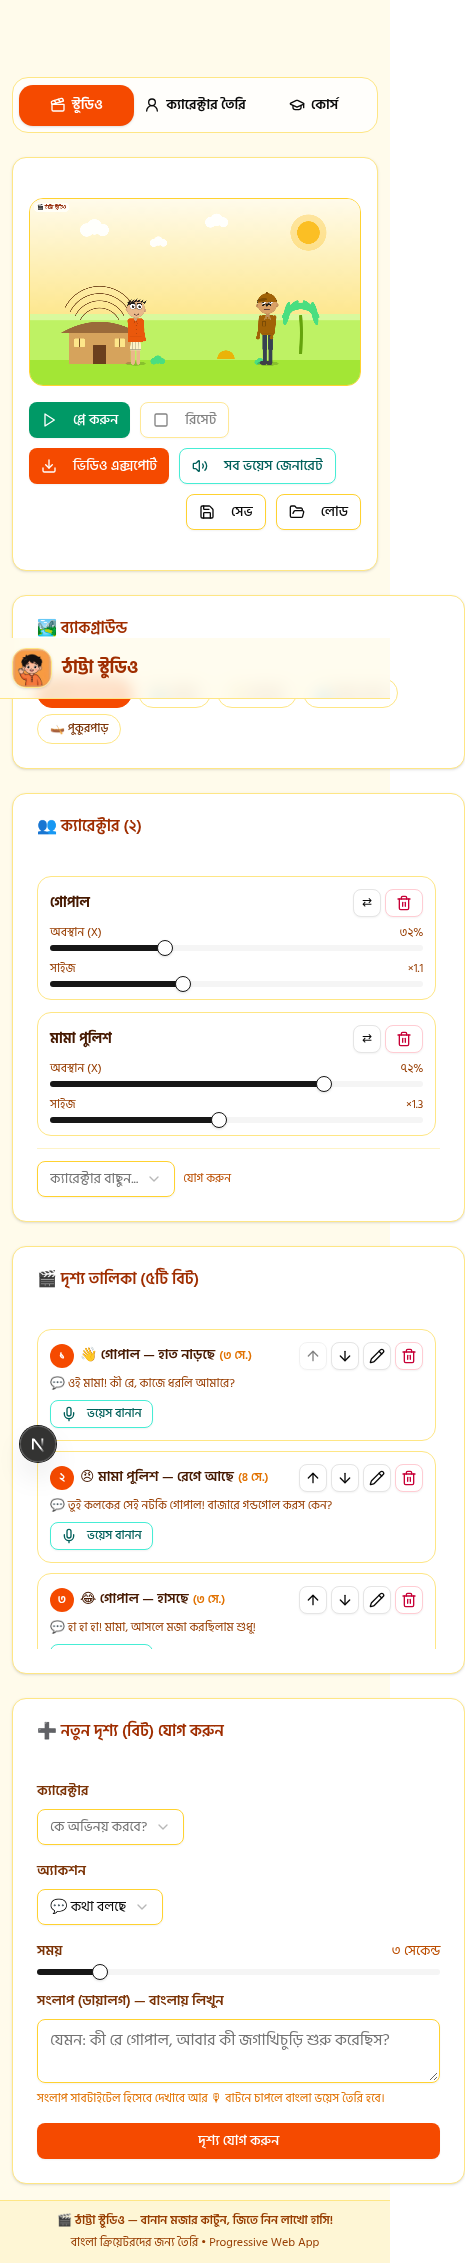 স্টুডিও
ক্যারেক্টার তৈরি
কোর্স
🎬 ঠাট্টা স্টুডিও
প্লে করুন
রিসেট
ভিডিও এক্সপোর্ট
সব ভয়েস জেনারেট
সেভ
লোড
🏞️ ব্যাকগ্রাউন্ড
ঠাট্টা স্টুডিও
🛶 পুকুরপাড়
👥 ক্যারেক্টার (২)
গোপাল
⇄
অবস্থান (X)
৩২%
সাইজ
×1.1
মামা পুলিশ
⇄
অবস্থান (X)
৭২%
সাইজ
×1.3
ক্যারেক্টার বাছুন...
যোগ করুন
🎬 দৃশ্য তালিকা (৫টি বিট)
১ 👋 গোপাল — হাত নাড়ছে (৩ সে.)
💬 ওই মামা! কী রে, কাজে ধরলি আমারে?
ভয়েস বানান
N
২ 😠 মামা পুলিশ — রেগে আছে (৪ সে.)
💬 তুই কলকের সেই নটকি গোপাল! বাজারে গন্ডগোল করস কেন?
ভয়েস বানান
৩ 😂 গোপাল — হাসছে (৩ সে.)
💬 হা হা হা! মামা, আসলে মজা করছিলাম শুধু!
➕ নতুন দৃশ্য (বিট) যোগ করুন
ক্যারেক্টার
কে অভিনয় করবে?
অ্যাকশন
💬 কথা বলছে
সময়
৩ সেকেন্ড
সংলাপ (ডায়ালগ) — বাংলায় লিখুন
যেমন: কী রে গোপাল, আবার কী জগাখিচুড়ি শুরু করেছিস?
সংলাপ সাবটাইটেল হিসেবে দেখাবে আর 🎙 বাটনে চাপলে বাংলা ভয়েস তৈরি হবে।
দৃশ্য যোগ করুন
🎬 ঠাট্টা স্টুডিও — বানান মজার কার্টুন, জিতে নিন লাখো হাসি!
বাংলা ক্রিয়েটরদের জন্য তৈরি • Progressive Web App